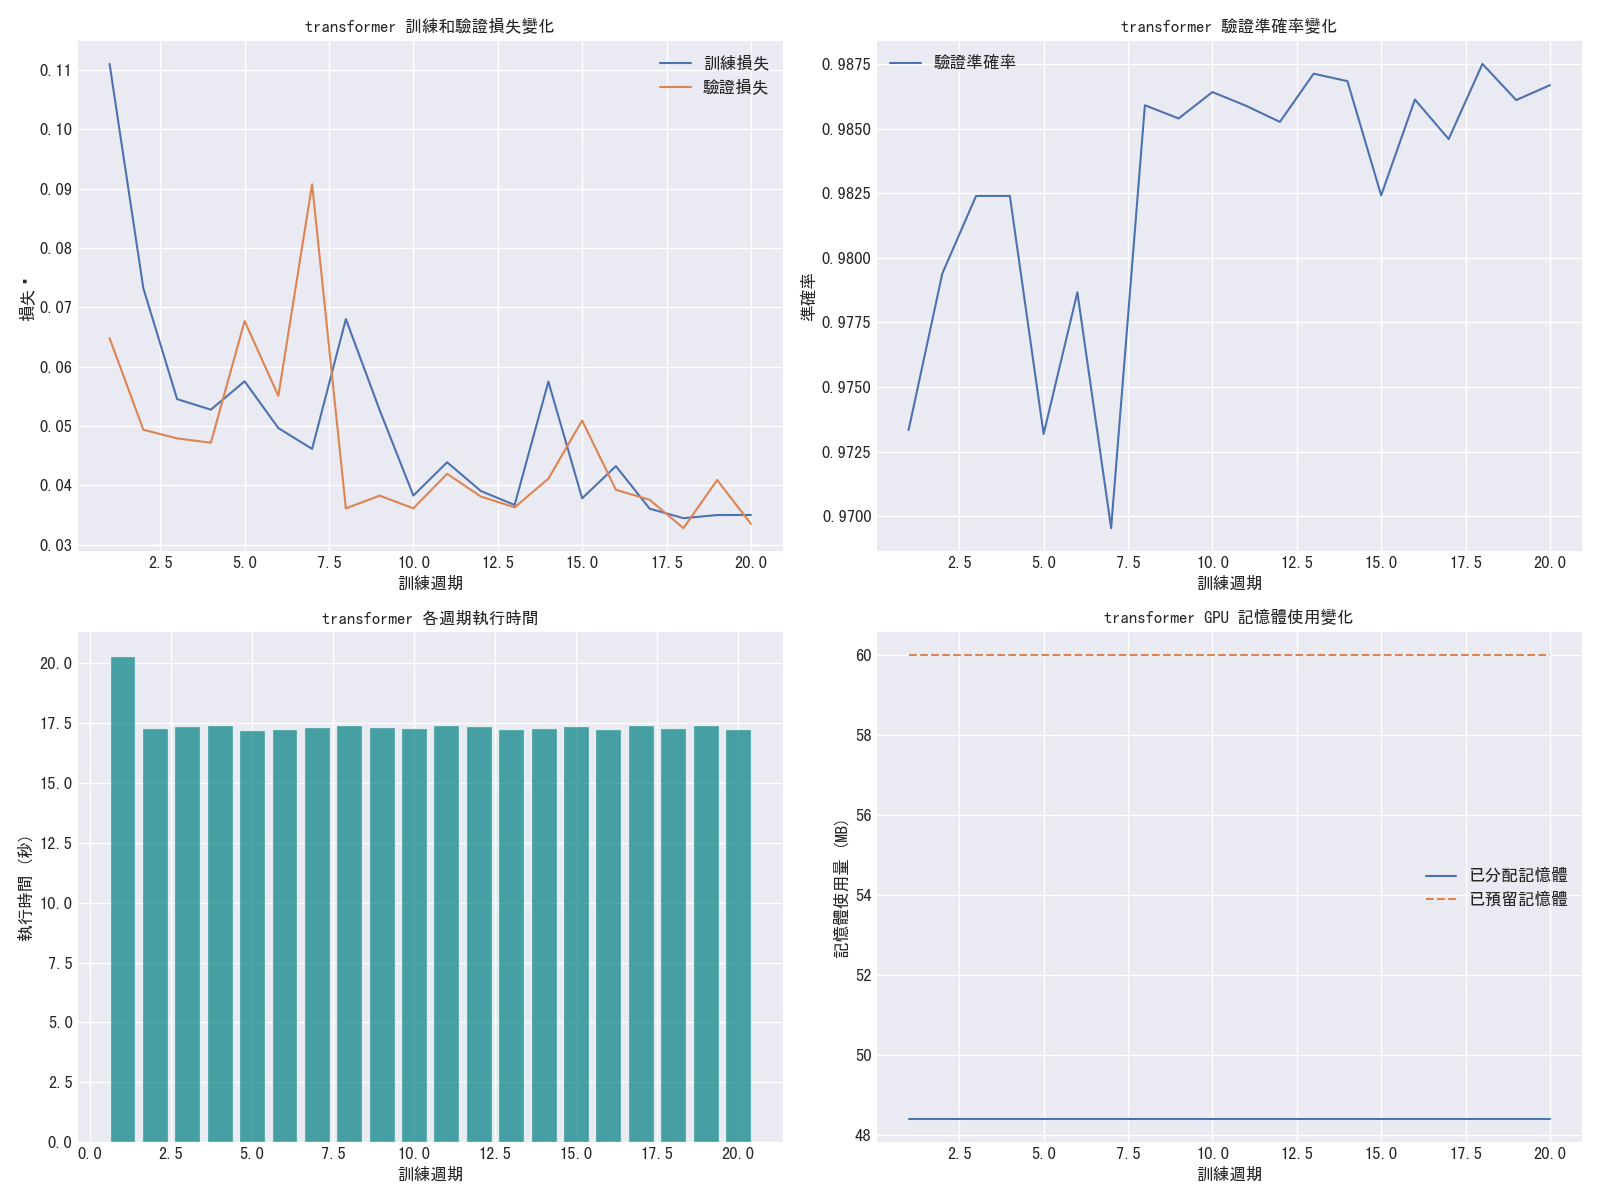 transformer 訓練和驗證損失變化
訓練損失
驗證損失
損失
0.11
0.10
0.09
0.08
0.07
0.06
0.05
0.04
0.03
2.5 5.0 7.5 10.0 12.5 15.0 17.5 20.0
訓練週期
transformer 驗證準確率變化
驗證準確率
準確率
0.9875
0.9850
0.9825
0.9800
0.9775
0.9750
0.9725
0.9700
2.5 5.0 7.5 10.0 12.5 15.0 17.5 20.0
訓練週期
transformer 各週期執行時間
執行時間 (秒)
20.0
17.5
15.0
12.5
10.0
7.5
5.0
2.5
0.0
0.0 2.5 5.0 7.5 10.0 12.5 15.0 17.5 20.0
訓練週期
transformer GPU 記憶體使用變化
記憶體使用量 (MB)
60
58
56
54
52
50
48
已分配記憶體
已預留記憶體
2.5 5.0 7.5 10.0 12.5 15.0 17.5 20.0
訓練週期